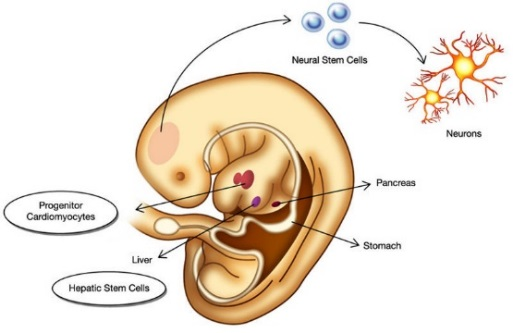 Neural Stem Cells
Neurons
Pancreas
Progenitor
Cardiomyocytes
Stomach
Liver
Hepatic Stem Cells